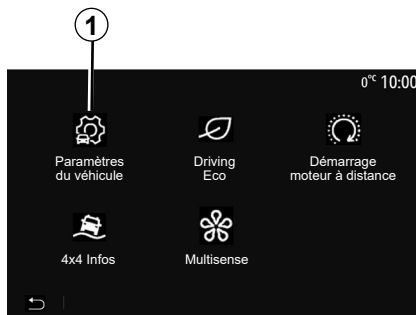 1
0°C 10:00
Paramètres
du véhicule
Driving
Eco
Démarrage
moteur à distance
4x4 Infos
Multisense